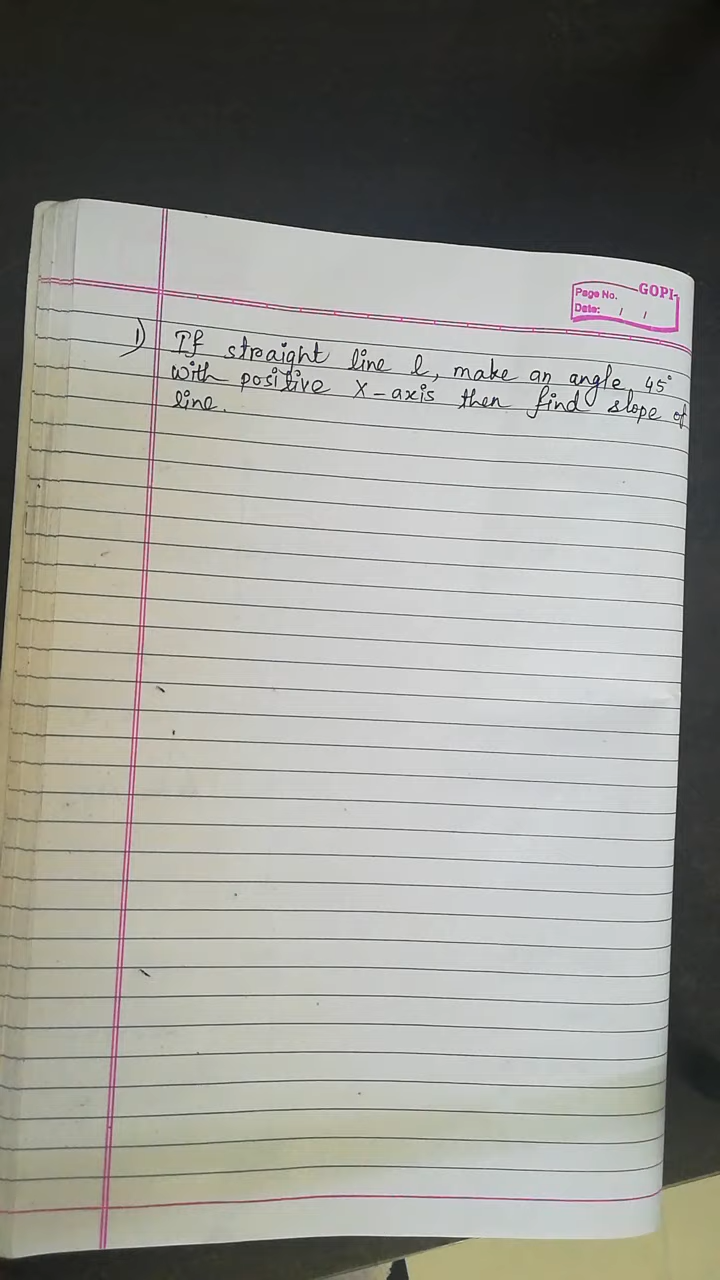 GOPI
Page No.
Date: / /
1) If straight line l, make an angle 45°
with positive X-axis then find slope of
line.